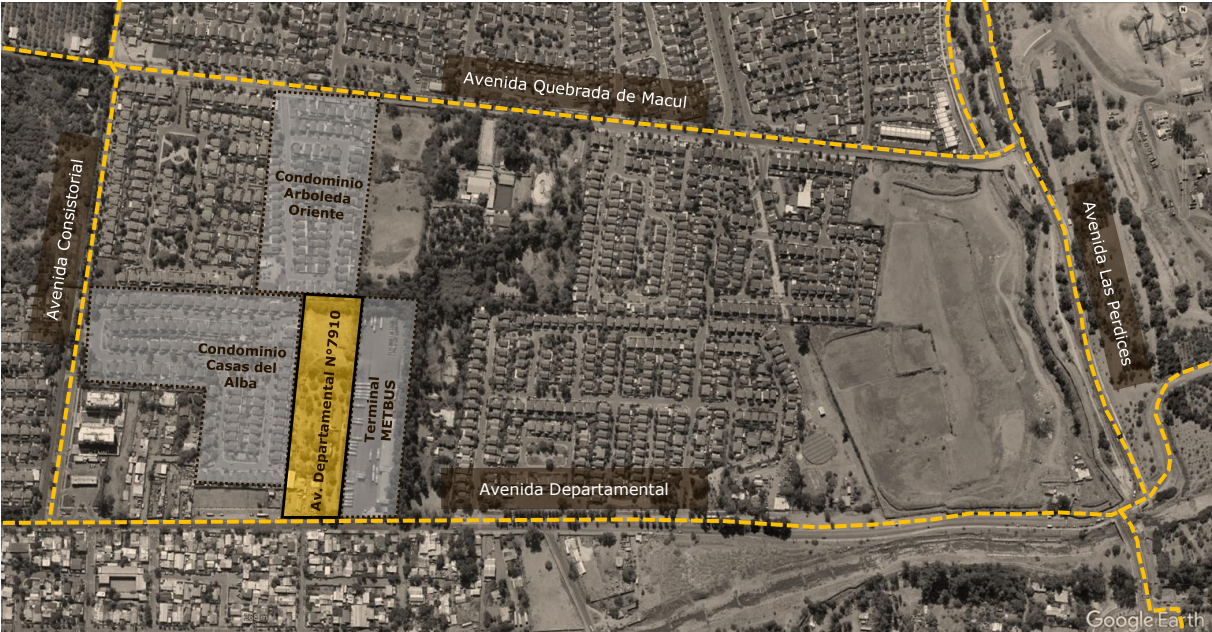 N
Avenida Quebrada de Macul
Avenida Consistorial
Condominio
Arboleda
Oriente
Avenida Las Perdices
Condominio
Casas del
Alba
Av. Departamental N°7910
Terminal
METBUS
Avenida Departamental
Google Earth